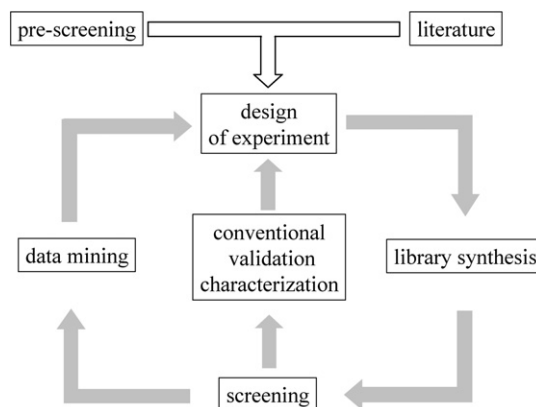 pre-screening
literature
design
of experiment
data mining
conventional
validation
characterization
library synthesis
screening